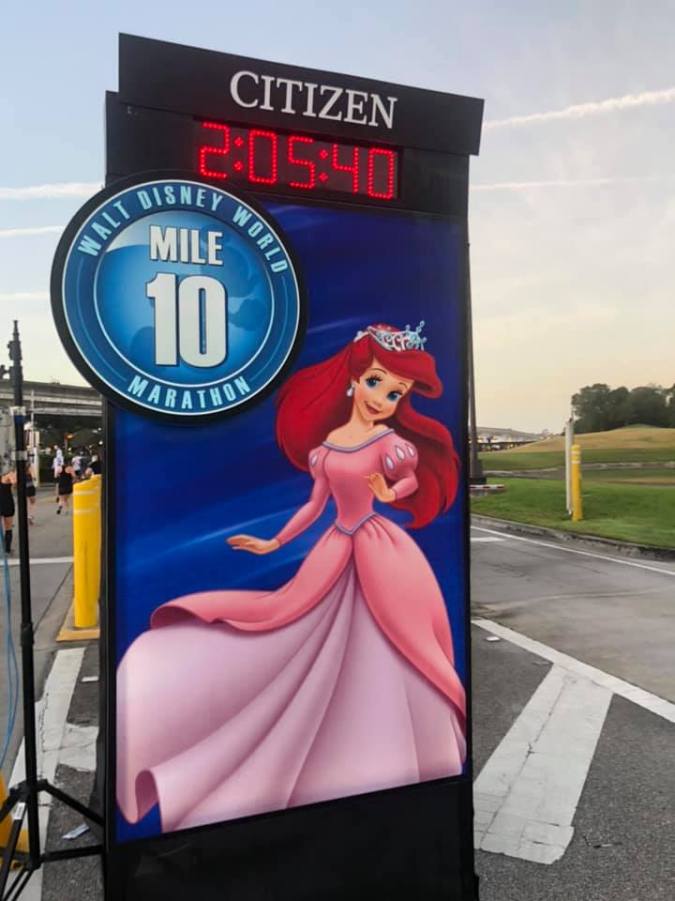 CITIZEN
2:05:40
WALT DISNEY WORLD
MILE
10
MARATHON